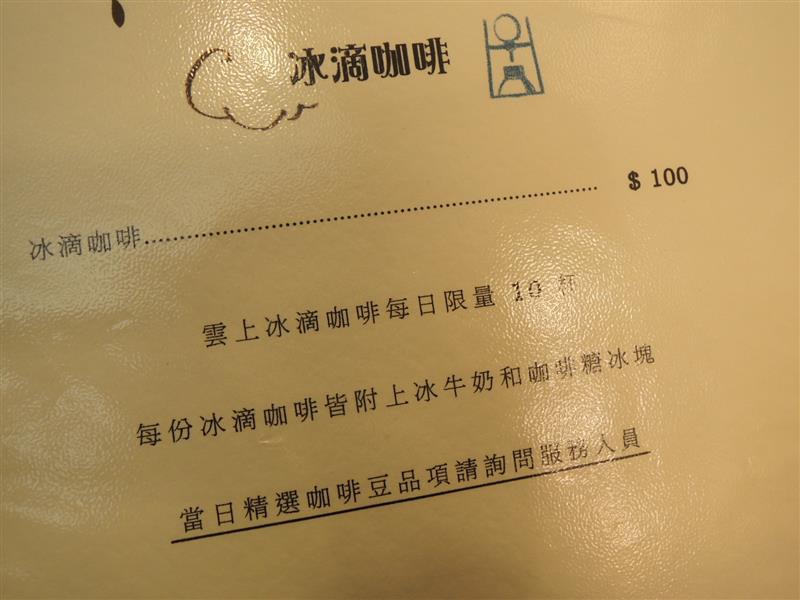 冰滴咖啡
冰滴咖啡........................................................ $ 100
雲上冰滴咖啡每日限量 10 杯
每份冰滴咖啡皆附上冰牛奶和咖啡糖冰塊
當日精選咖啡豆品項請詢問服務人員